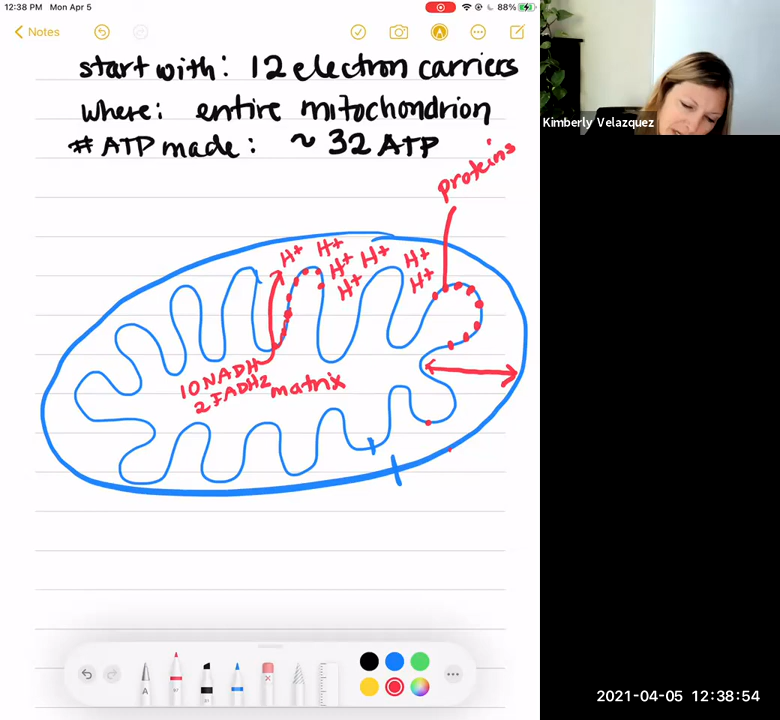 12:38 PM Mon Apr 5
88%
Notes
start with: 12 electron carriers
where: entire mitochondrion
# ATP made: ~ 32 ATP
proteins
H+ H+ H+ H+
H+ H+ H+
10 NADH
2 FADH2
matrix
Kimberly Velazquez
2021-04-05 12:38:54